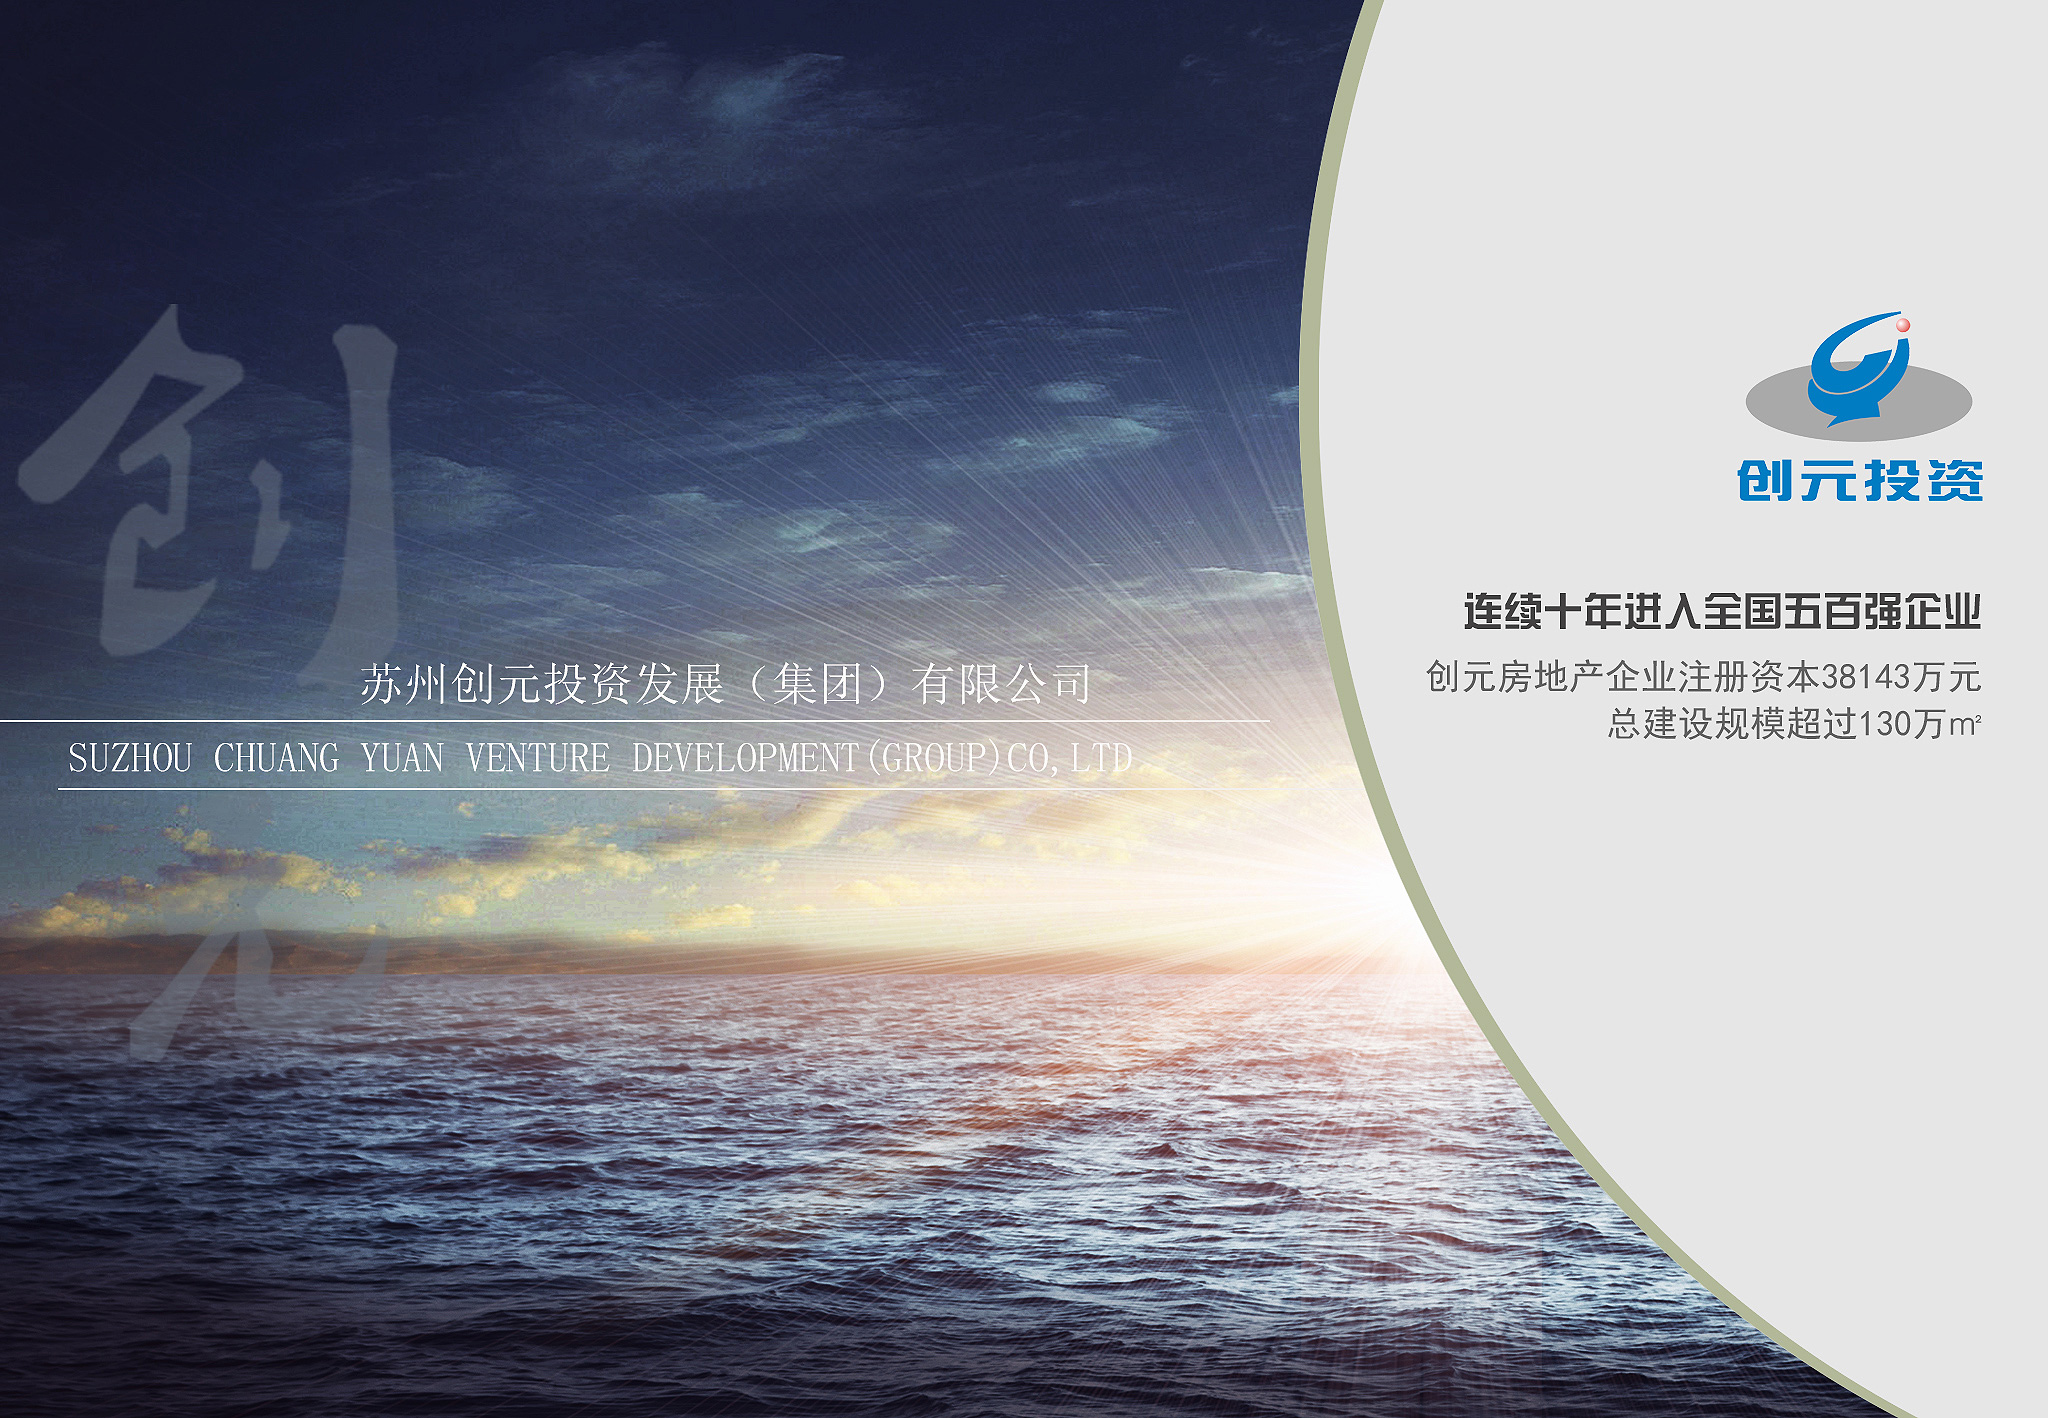 创
元
苏州创元投资发展（集团）有限公司
SUZHOU CHUANG YUAN VENTURE DEVELOPMENT(GROUP)CO,LTD
创元投资
连续十年进入全国五百强企业
创元房地产企业注册资本38143万元
总建设规模超过130万㎡